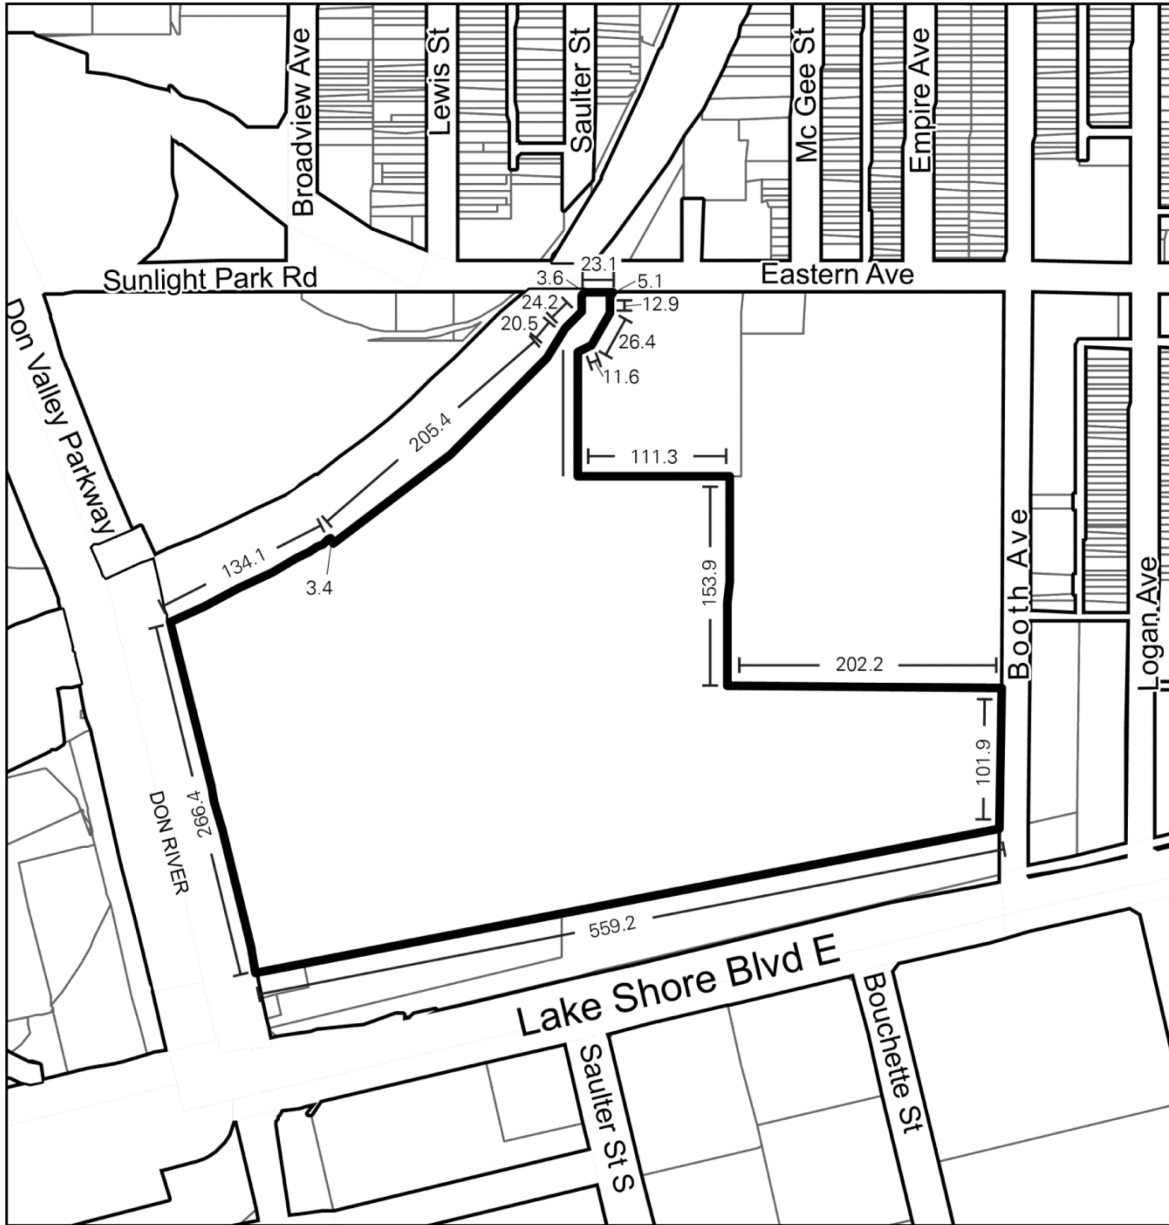 Broadview Ave
Lewis St
Saulter St
Mc Gee St
Empire Ave
Sunlight Park Rd
Eastern Ave
23.1
3.6
5.1
24.2
12.9
20.5
26.4
11.6
Don Valley Parkway
205.4
111.3
134.1
3.4
153.9
Booth Ave
Logan Ave
202.2
101.9
266.4
DON RIVER
559.2
Lake Shore Blvd E
Saulter St S
Bouchette St